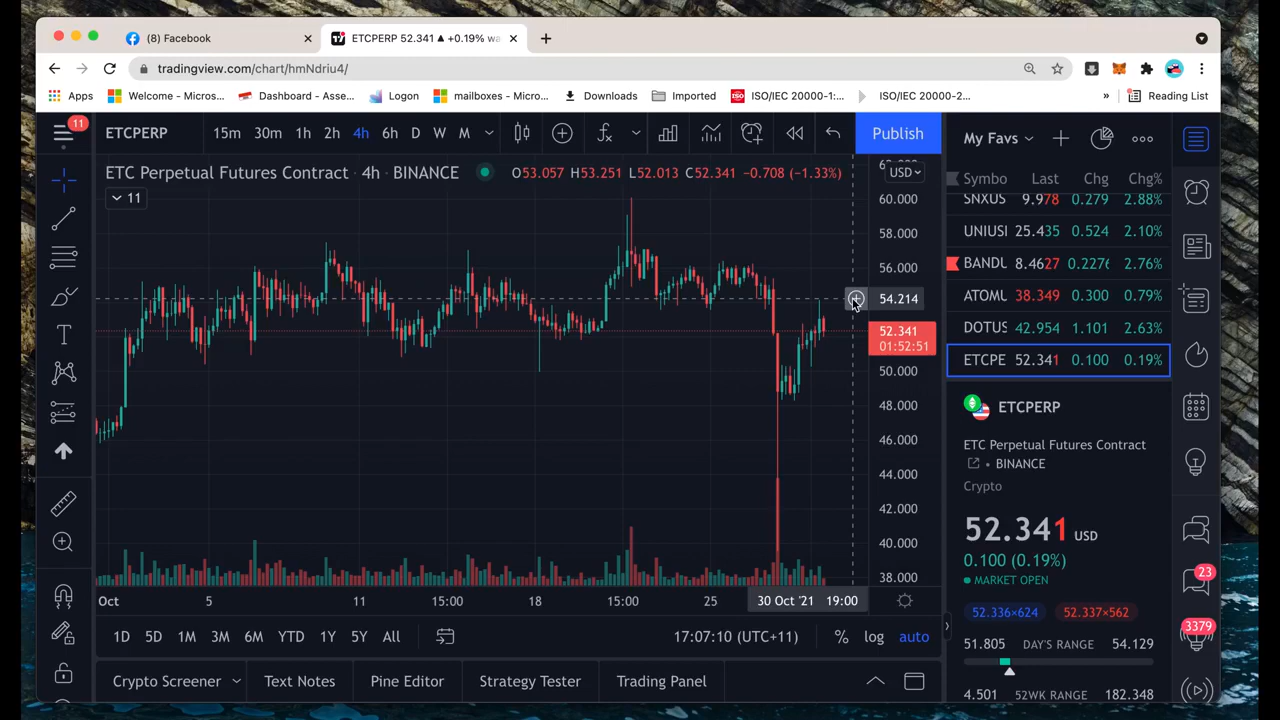 (8) Facebook
ETCPERP 52.341 ▲ +0.19% wa
tradingview.com/chart/hmNdriu4/
Apps
Welcome - Micros...
Dashboard - Asse...
Logon
mailboxes – Micros...
Downloads
Imported
ISO/IEC 20000-1:...
ISO/IEC 20000-2...
»
Reading List
11
ETCPERP
15m 30m 1h 2h 4h 6h D W M
Publish
My Favs
ETC Perpetual Futures Contract · 4h · BINANCE
O53.057 H53.251 L52.013 C52.341 −0.708 (−1.33%)
USD
11
Symbo Last Chg Chg%
SNXUS 9.978 0.279 2.88%
UNIUSI 25.435 0.524 2.10%
BANDU 8.4627 0.2276 2.76%
ATOMU 38.349 0.300 0.79%
DOTUS 42.954 1.101 2.63%
ETCPE 52.341 0.100 0.19%
60.000
58.000
56.000
54.214
52.341
01:52:51
50.000
48.000
46.000
44.000
42.000
40.000
38.000
ETCPERP
ETC Perpetual Futures Contract
• BINANCE
Crypto
52.341 USD
0.100 (0.19%)
MARKET OPEN
52.336×624 52.337×562
51.805 DAY'S RANGE 54.129
4.501 52WK RANGE 182.348
23
3379
Oct 5 11 15:00 18 15:00 25 30 Oct '21 19:00
1D 5D 1M 3M 6M YTD 1Y 5Y All
17:07:10 (UTC+11) % log auto
Crypto Screener Text Notes Pine Editor Strategy Tester Trading Panel